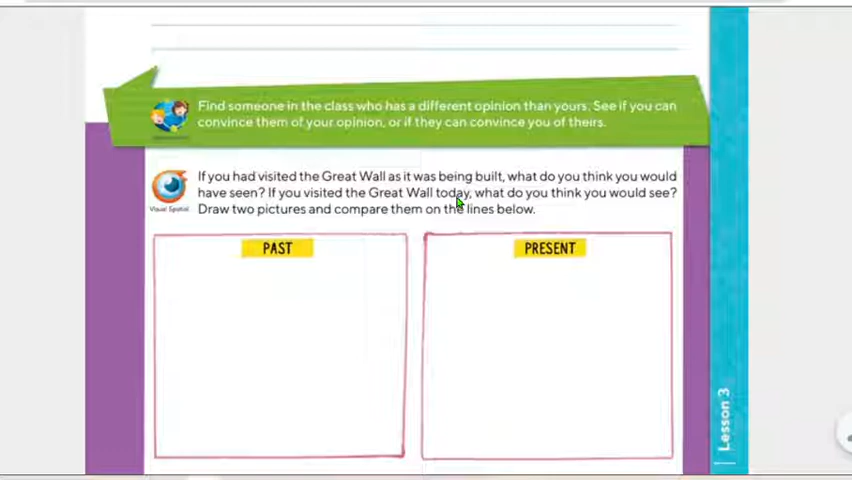 Find someone in the class who has a different opinion than yours. See if you can
convince them of your opinion, or if they can convince you of theirs.
If you had visited the Great Wall as it was being built, what do you think you would
have seen? If you visited the Great Wall today, what do you think you would see?
Visual Spatial
Draw two pictures and compare them on the lines below.
PAST
PRESENT
Lesson 3